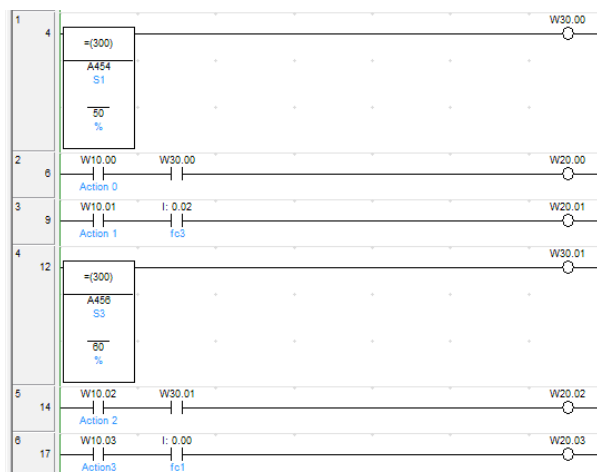 1
W30.00
4
=(300)
A454
S1
50
%
2
W10.00 W30.00 W20.00
6
Action 0
3
W10.01 I: 0.02 W20.01
9
Action 1 fc3
4
W30.01
12
=(300)
A456
S3
60
%
5
W10.02 W30.01 W20.02
14
Action 2
6
W10.03 I: 0.00 W20.03
17
Action3 fc1